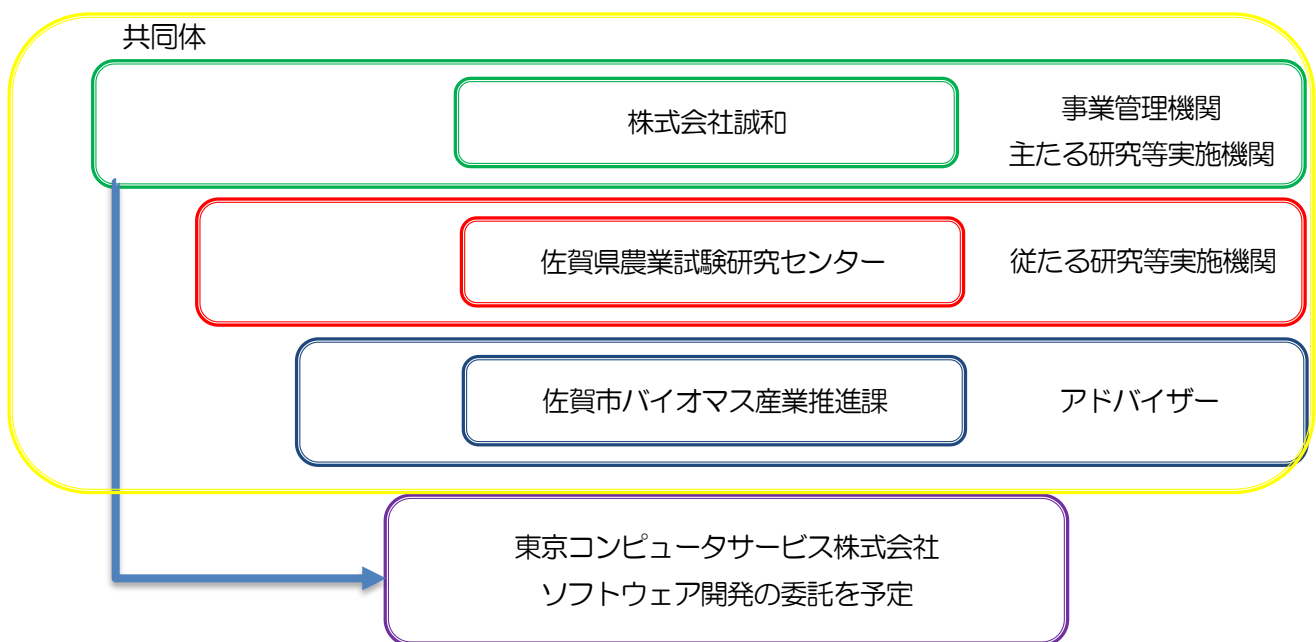 共同体
株式会社誠和
事業管理機関
主たる研究等実施機関
佐賀県農業試験研究センター
従たる研究等実施機関
佐賀市バイオマス産業推進課
アドバイザー
東京コンピュータサービス株式会社
ソフトウェア開発の委託を予定